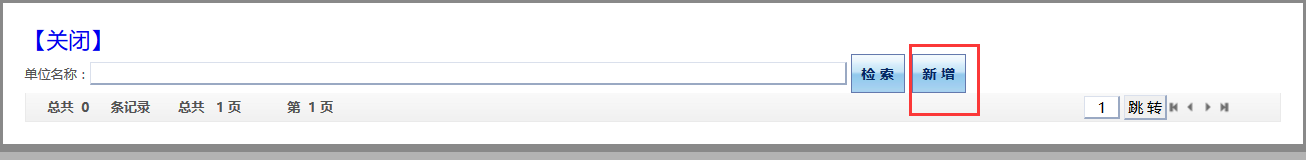 【关闭】
单位名称： 检 索 新 增
总共 0 条记录 总共 1 页 第 1 页 1 跳 转